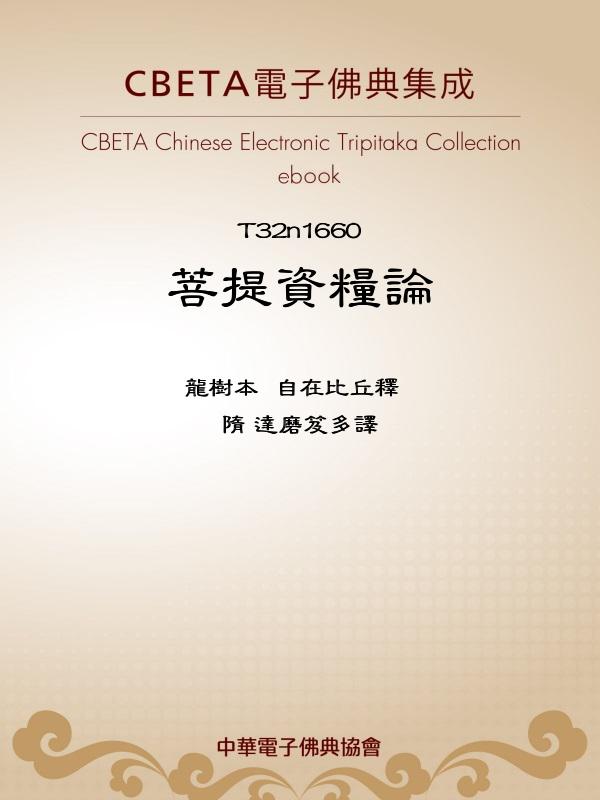 CBETA電子佛典集成
CBETA Chinese Electronic Tripitaka Collection
ebook
T32n1660
菩提資糧論
龍樹本 自在比丘釋
隋 達磨笈多譯
中華電子佛典協會